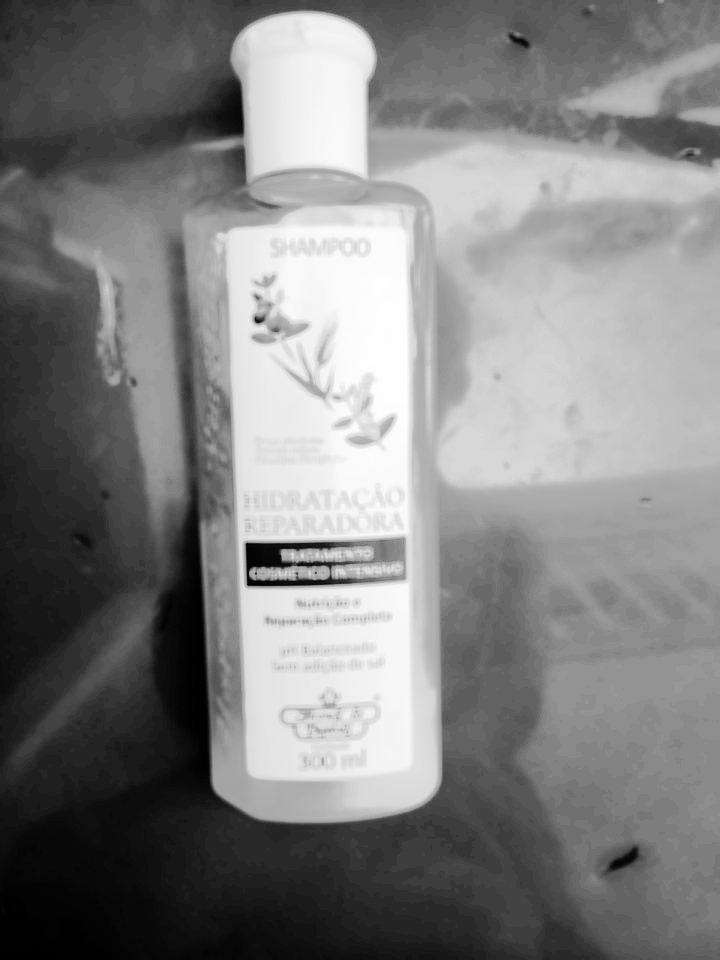 SHAMPOO
HIDRATAÇÃO
REPARADORA
TRATAMENTO
COSMÉTICO INTENSIVO
Nutrição e
Reparação Completa
pH Balanceado
Sem adição de sal
300 ml